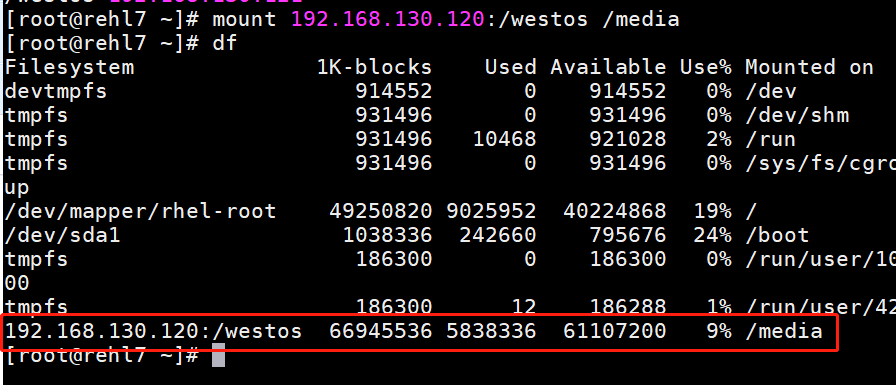 [root@rehl7 ~]# mount 192.168.130.120:/westos /media
[root@rehl7 ~]# df
Filesystem 1K-blocks Used Available Use% Mounted on
devtmpfs 914552 0 914552 0% /dev
tmpfs 931496 0 931496 0% /dev/shm
tmpfs 931496 10468 921028 2% /run
tmpfs 931496 0 931496 0% /sys/fs/cgro
up
/dev/mapper/rhel-root 49250820 9025952 40224868 19% /
/dev/sda1 1038336 242660 795676 24% /boot
tmpfs 186300 0 186300 0% /run/user/10
00
tmpfs 186300 12 186288 1% /run/user/42
192.168.130.120:/westos 66945536 5838336 61107200 9% /media
[root@rehl7 ~]#